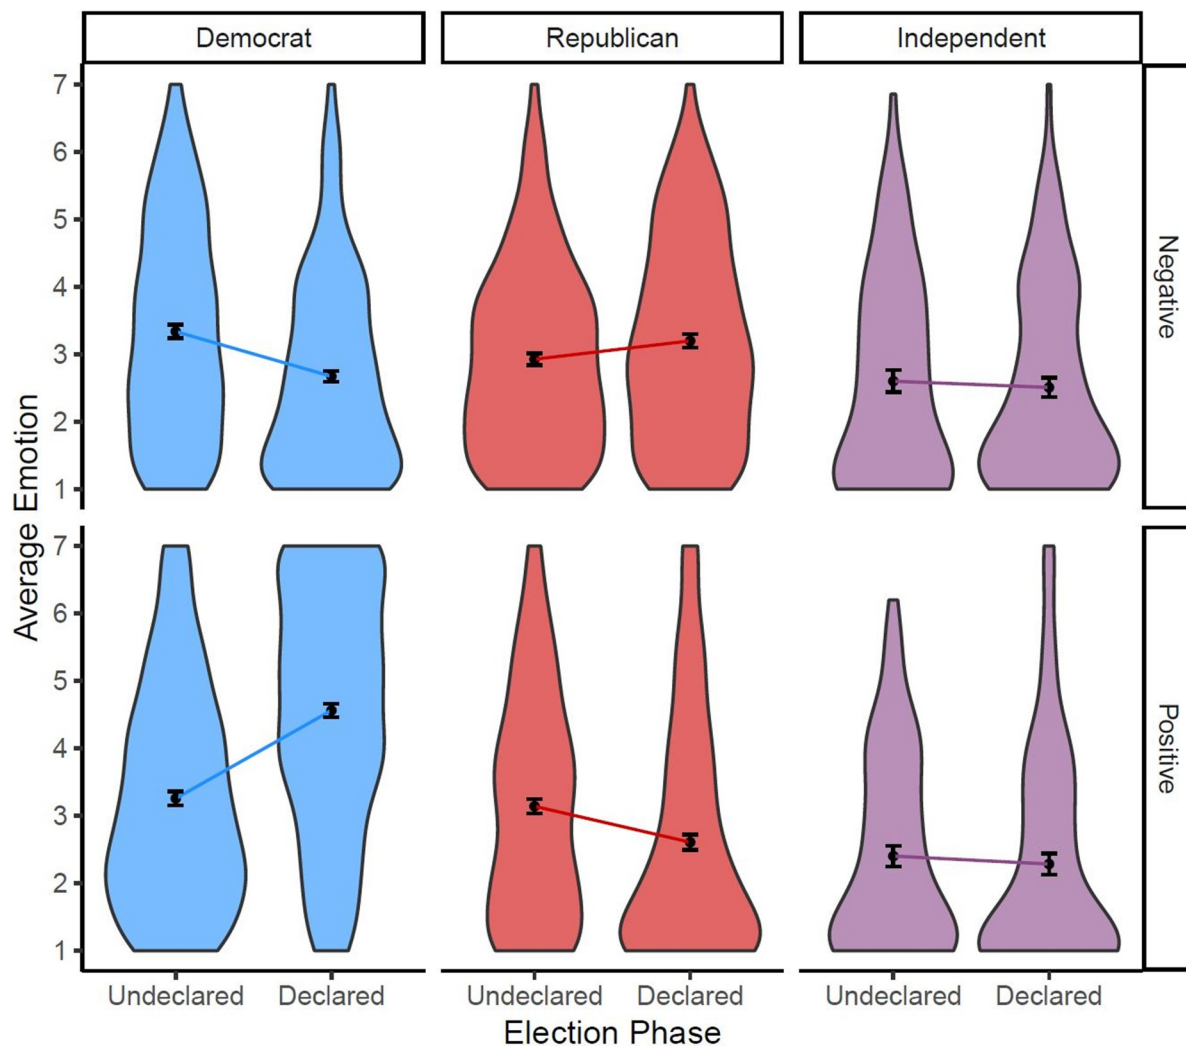 Democrat Republican Independent
7
6
5
4
3
2
1
Negative
Average Emotion
7
6
5
4
3
2
1
Positive
Undeclared Declared Undeclared Declared Undeclared Declared
Election Phase